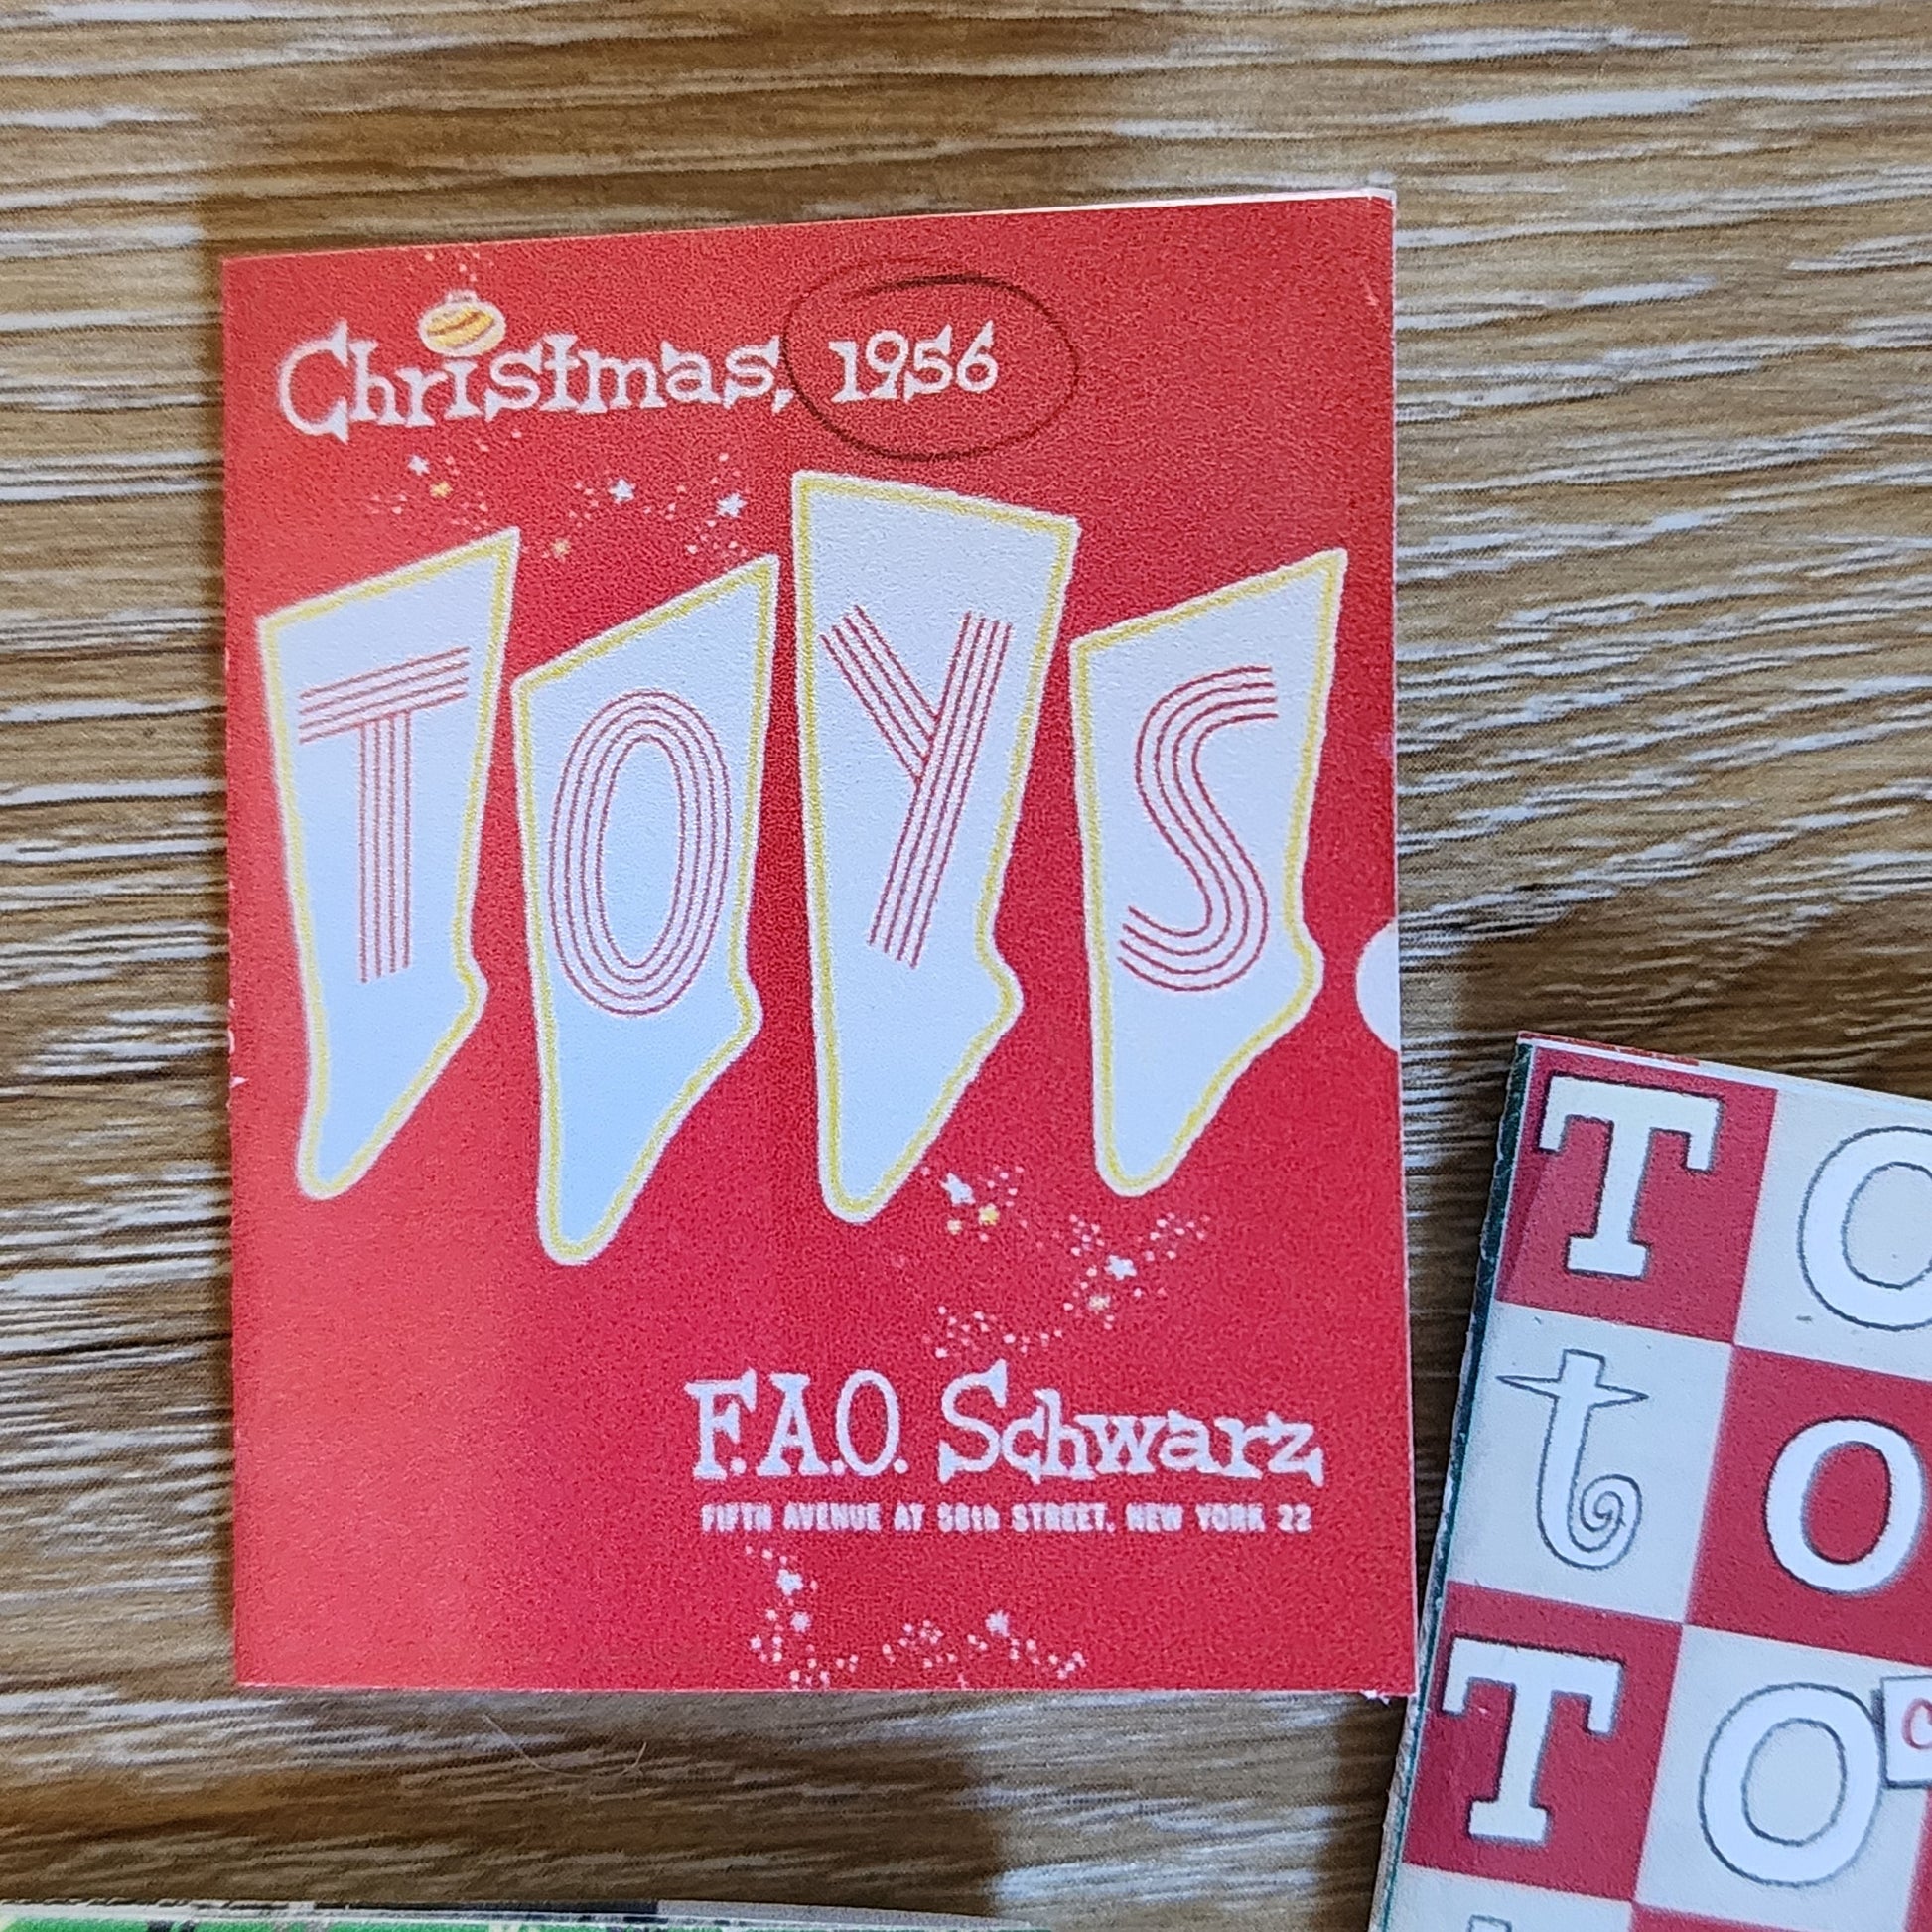 Christmas, 1956
TOYS
F.A.O. Schwarz
FIFTH AVENUE AT 58th STREET, NEW YORK 22
T O
t o
T O